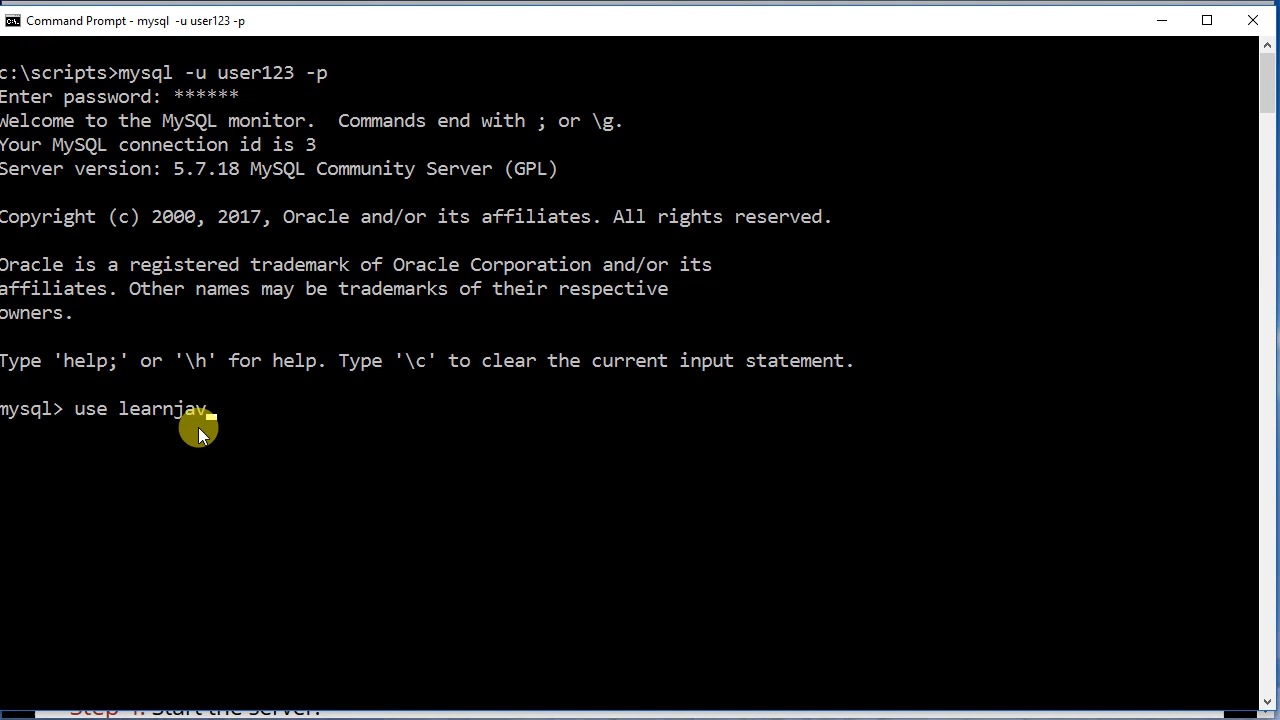 Command Prompt - mysql -u user123 -p
c:\scripts>mysql -u user123 -p
Enter password: ******
Welcome to the MySQL monitor.  Commands end with ; or \g.
Your MySQL connection id is 3
Server version: 5.7.18 MySQL Community Server (GPL)
Copyright (c) 2000, 2017, Oracle and/or its affiliates. All rights reserved.
Oracle is a registered trademark of Oracle Corporation and/or its
affiliates. Other names may be trademarks of their respective
owners.
Type 'help;' or '\h' for help. Type '\c' to clear the current input statement.
mysql> use learnjav
Start the server.